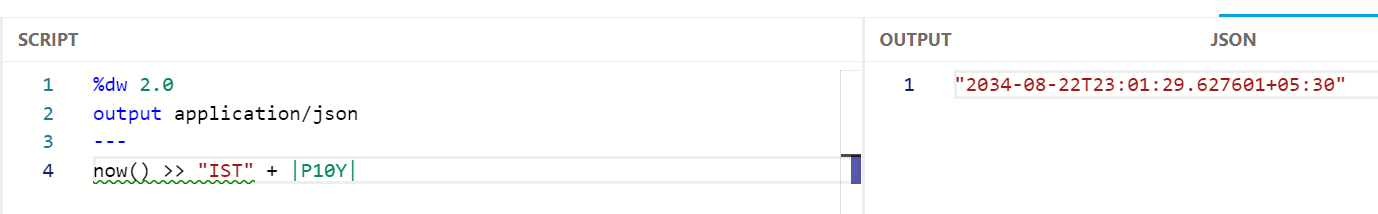 SCRIPT
1 %dw 2.0
2 output application/json
3 ---
4 now() >> "IST" + |P10Y|
OUTPUT JSON
1 "2034-08-22T23:01:29.627601+05:30"